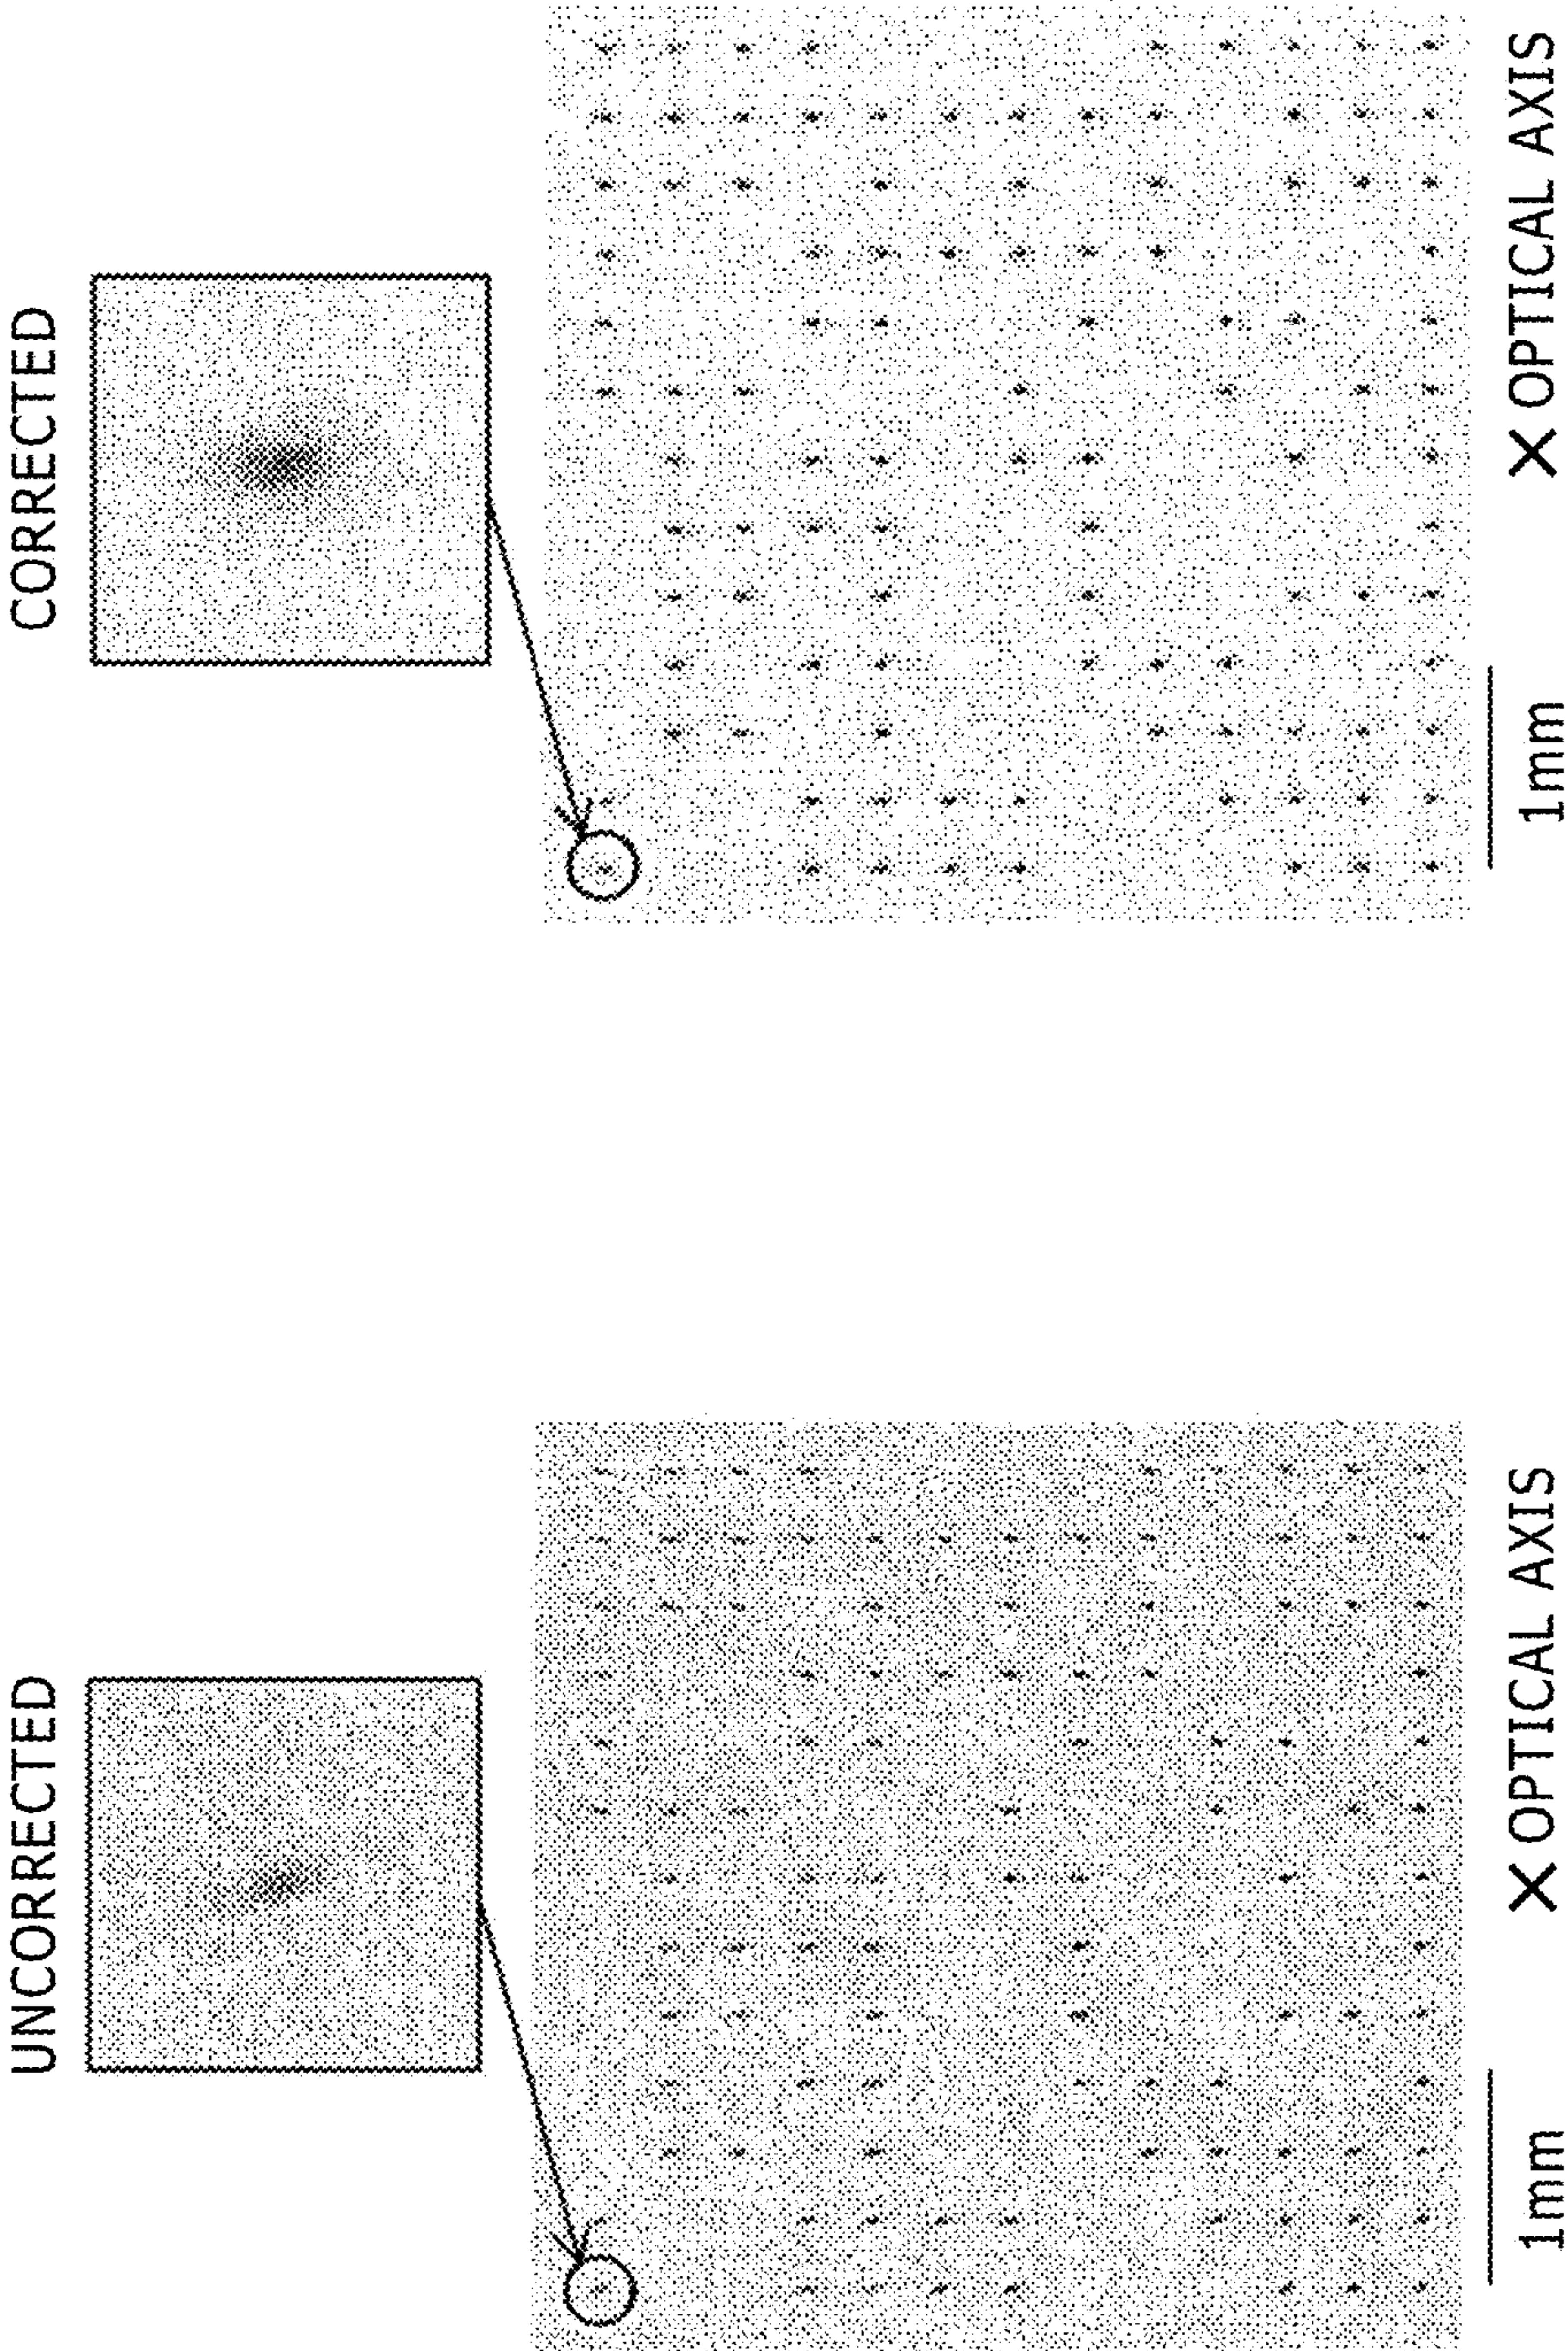 UNCORRECTED
1mm
X OPTICAL AXIS
CORRECTED
1mm
X OPTICAL AXIS